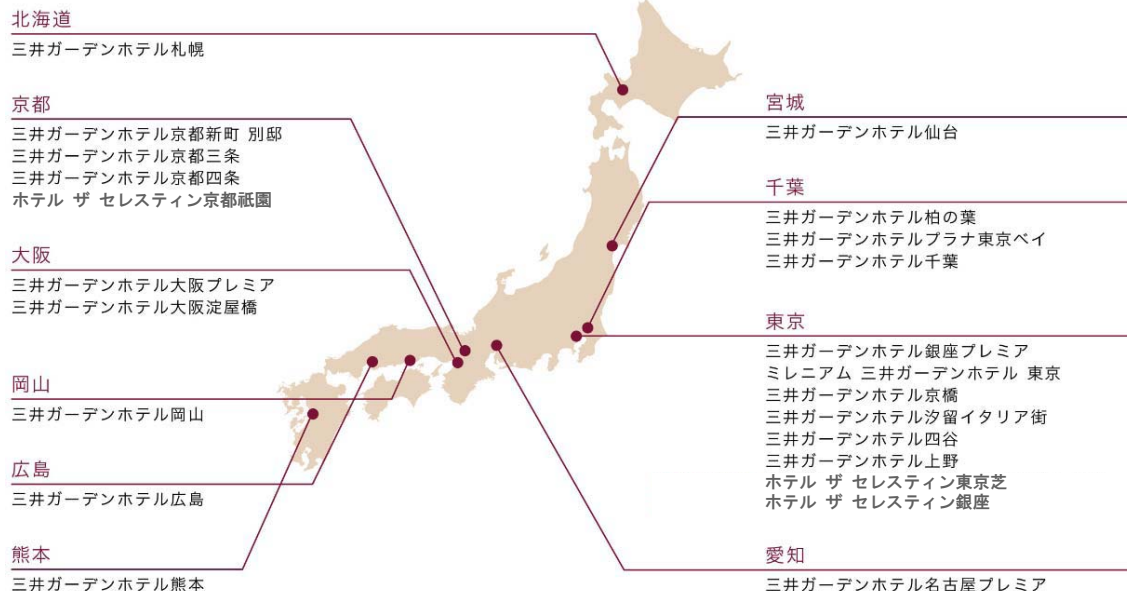 北海道
三井ガーデンホテル札幌
京都
三井ガーデンホテル京都新町 別邸
三井ガーデンホテル京都三条
三井ガーデンホテル京都四条
ホテル ザ セレスティン京都祇園
大阪
三井ガーデンホテル大阪プレミア
三井ガーデンホテル大阪淀屋橋
岡山
三井ガーデンホテル岡山
広島
三井ガーデンホテル広島
熊本
三井ガーデンホテル熊本
宮城
三井ガーデンホテル仙台
千葉
三井ガーデンホテル柏の葉
三井ガーデンホテルプラナ東京ベイ
三井ガーデンホテル千葉
東京
三井ガーデンホテル銀座プレミア
ミレニアム 三井ガーデンホテル 東京
三井ガーデンホテル京橋
三井ガーデンホテル汐留イタリア街
三井ガーデンホテル四谷
三井ガーデンホテル上野
ホテル ザ セレスティン東京芝
ホテル ザ セレスティン銀座
愛知
三井ガーデンホテル名古屋プレミア